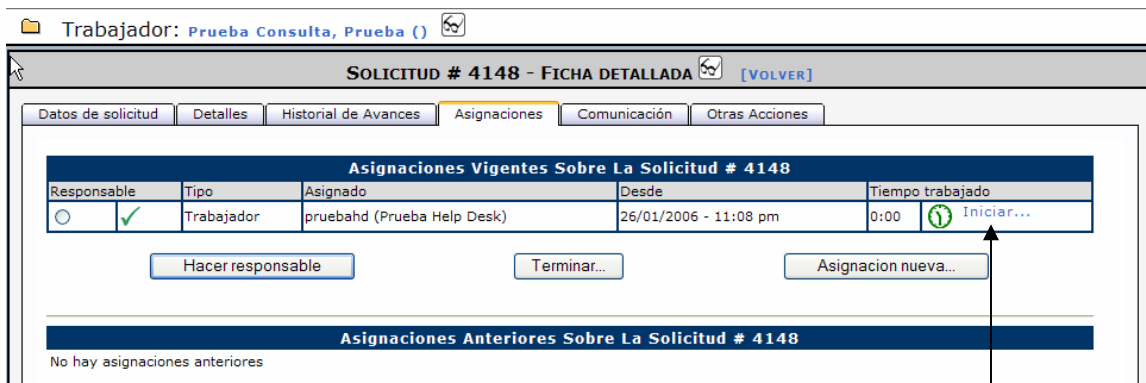 Trabajador: Prueba Consulta, Prueba ()
SOLICITUD # 4148 - FICHA DETALLADA [VOLVER]
Datos de solicitud Detalles Historial de Avances Asignaciones Comunicación Otras Acciones
Asignaciones Vigentes Sobre La Solicitud # 4148
Responsable Tipo Asignado Desde Tiempo trabajado
Trabajador pruebahd (Prueba Help Desk) 26/01/2006 - 11:08 pm 0:00 Iniciar...
Hacer responsable Terminar... Asignacion nueva...
Asignaciones Anteriores Sobre La Solicitud # 4148
No hay asignaciones anteriores